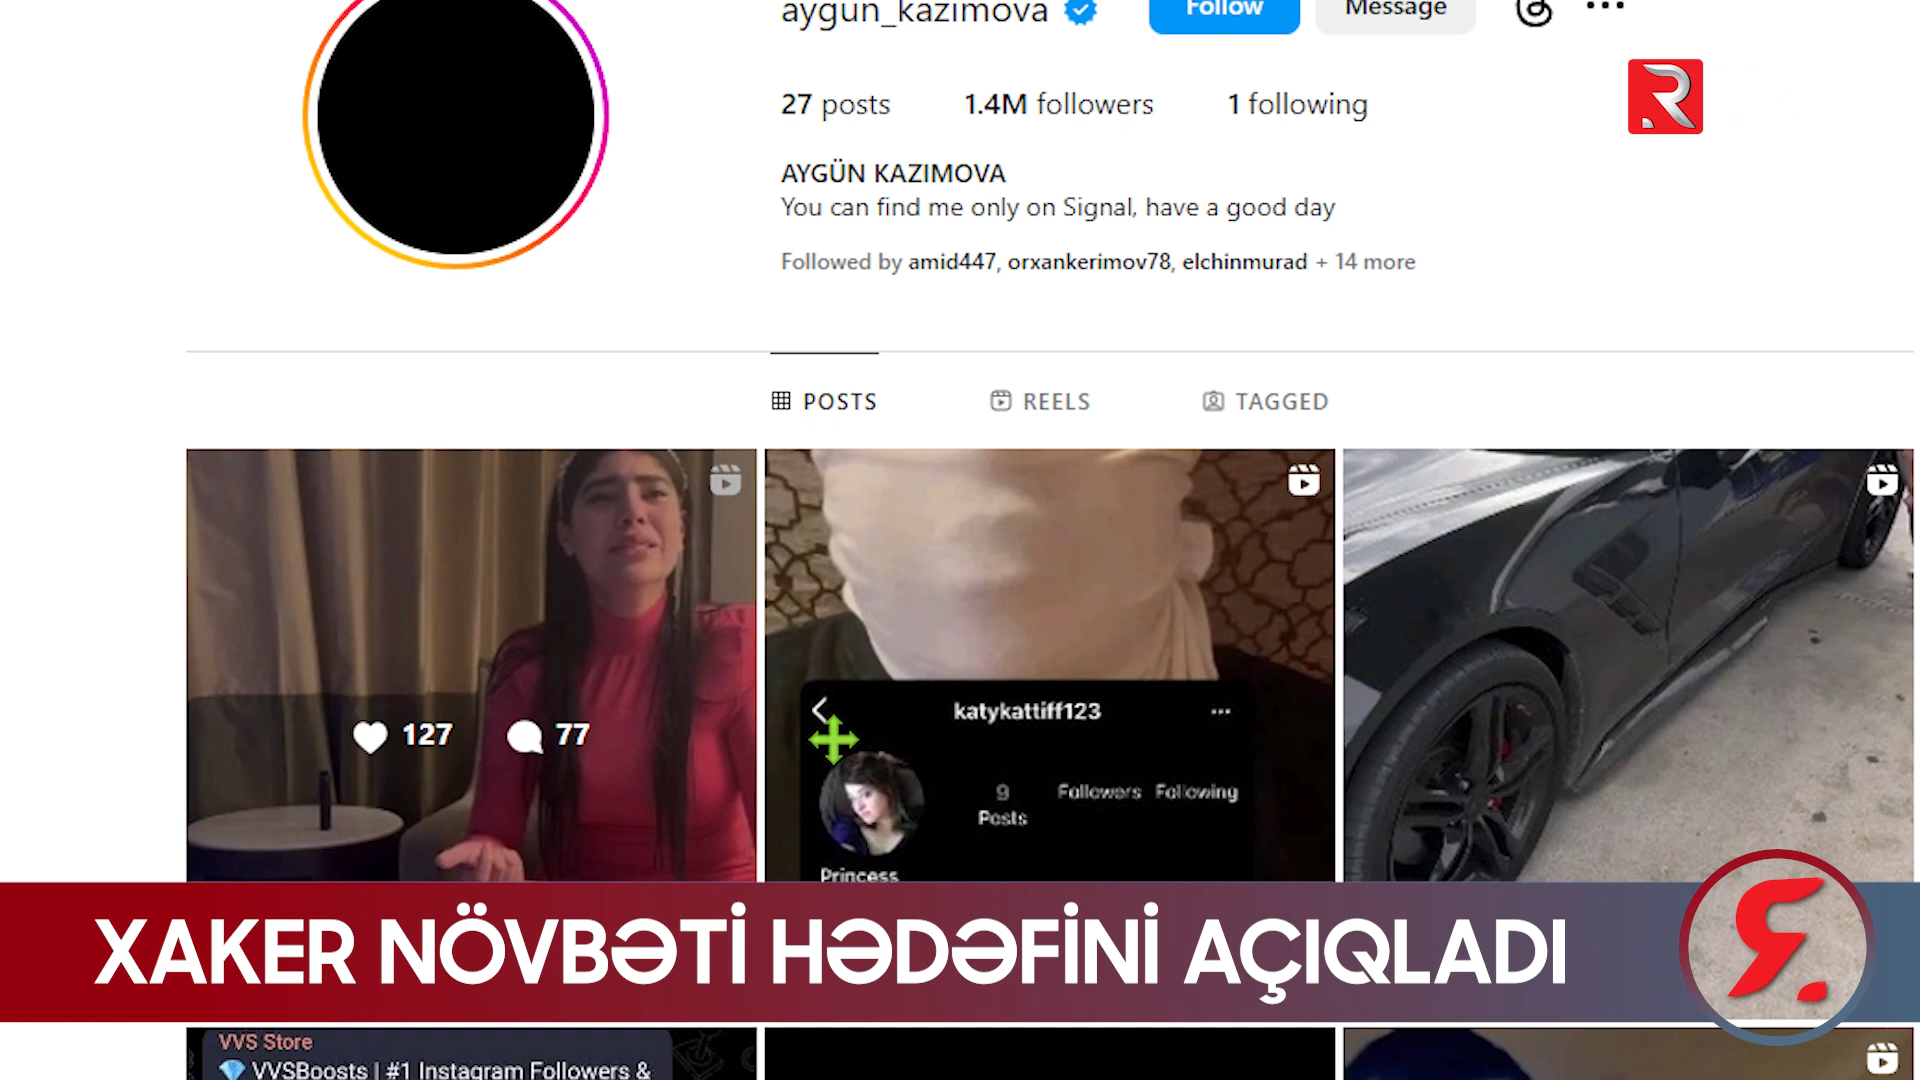 aygun_kazimova
Follow
Message
27 posts
1.4M followers
1 following
AYGÜN KAZIMOVA
You can find me only on Signal, have a good day
Followed by amid447, orxankerimov78, elchinmurad + 14 more
POSTS
REELS
TAGGED
127
77
katykattiff123
9
Posts
Followers
Following
Princess
XAKER NÖVBƏTİ HƏDƏFİNİ AÇIQLADI
VVS Store
VVSBoosts | #1 Instagram Followers &